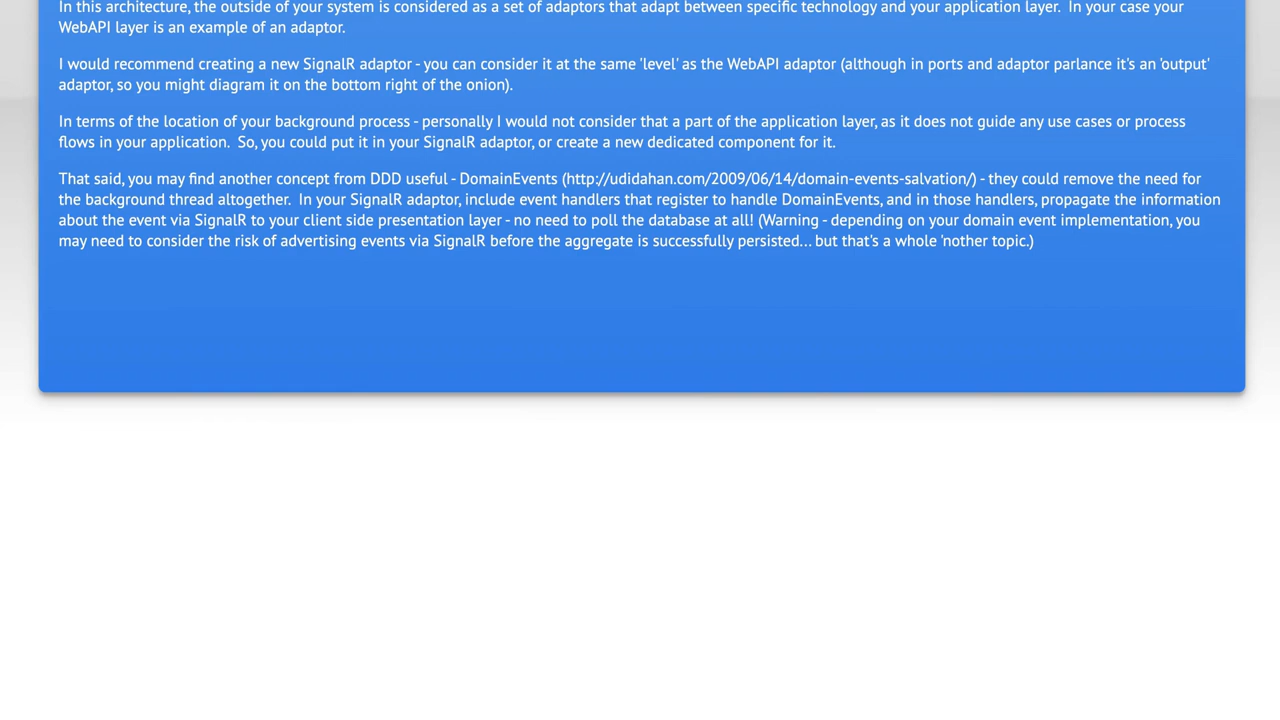 In this architecture, the outside of your system is considered as a set of adaptors that adapt between specific technology and your application layer.  In your case your
WebAPI layer is an example of an adaptor.
I would recommend creating a new SignalR adaptor - you can consider it at the same 'level' as the WebAPI adaptor (although in ports and adaptor parlance it's an 'output'
adaptor, so you might diagram it on the bottom right of the onion).
In terms of the location of your background process - personally I would not consider that a part of the application layer, as it does not guide any use cases or process
flows in your application.  So, you could put it in your SignalR adaptor, or create a new dedicated component for it.
That said, you may find another concept from DDD useful - DomainEvents (http://udidahan.com/2009/06/14/domain-events-salvation/) - they could remove the need for
the background thread altogether.  In your SignalR adaptor, include event handlers that register to handle DomainEvents, and in those handlers, propagate the information
about the event via SignalR to your client side presentation layer - no need to poll the database at all! (Warning - depending on your domain event implementation, you
may need to consider the risk of advertising events via SignalR before the aggregate is successfully persisted... but that's a whole 'nother topic.)